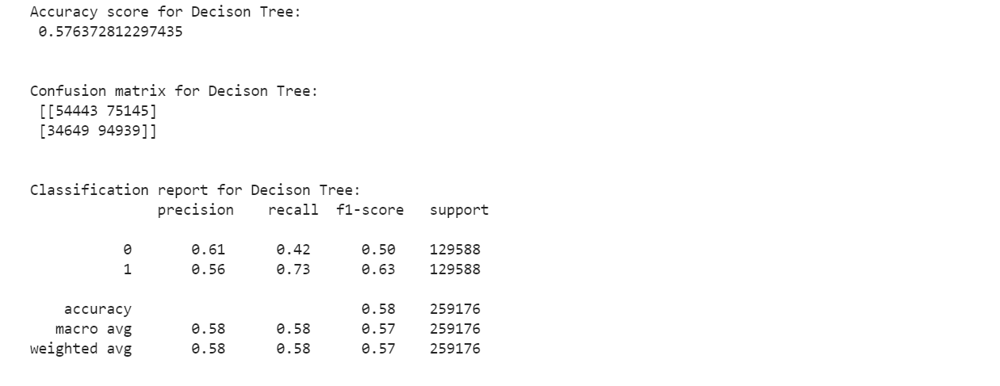 Accuracy score for Decison Tree:
0.576372812297435
Confusion matrix for Decison Tree:
[[54443 75145]
[34649 94939]]
Classification report for Decison Tree:
precision recall f1-score support
0 0.61 0.42 0.50 129588
1 0.56 0.73 0.63 129588
accuracy 0.58 259176
macro avg 0.58 0.58 0.57 259176
weighted avg 0.58 0.58 0.57 259176